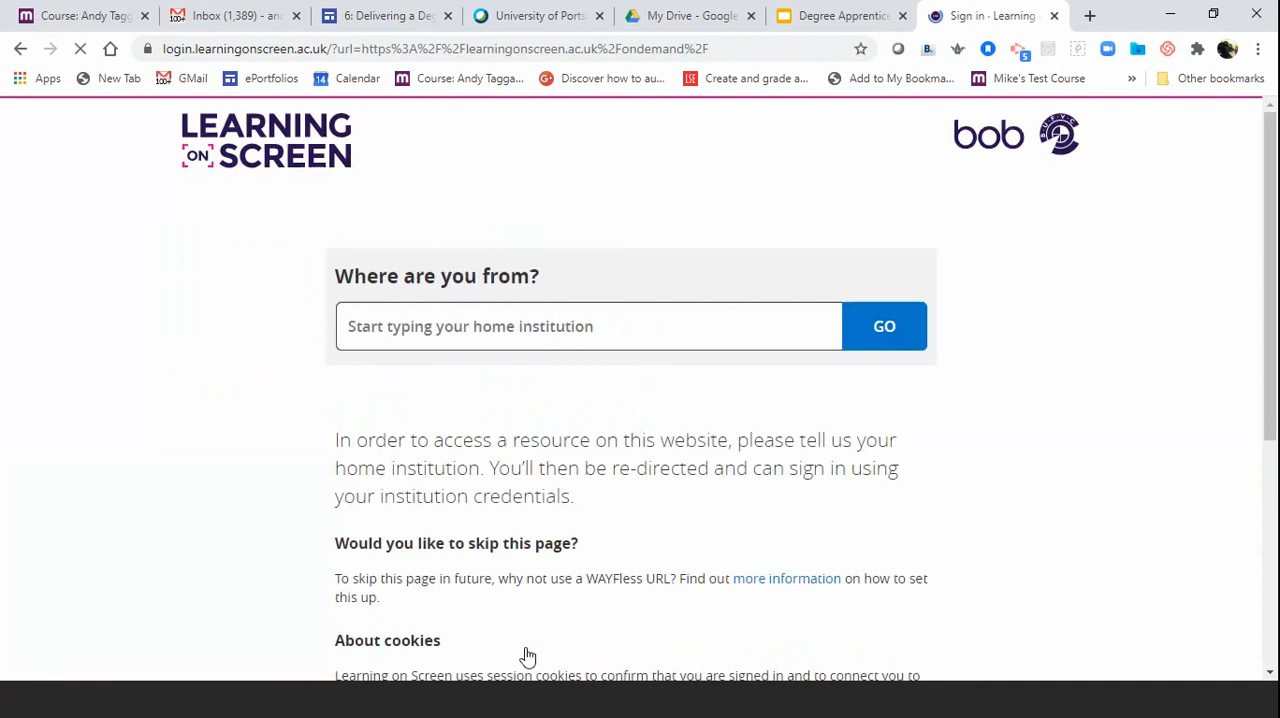 Course: Andy Tagg
Inbox (1,389) - and
6: Delivering a Deg
University of Ports
My Drive - Google
Degree Apprentice
Sign in - Learning
login.learningonscreen.ac.uk/?url=https%3A%2F%2Flearningonscreen.ac.uk%2Fondemand%2F
Apps
New Tab
100+
GMail
ePortfolios
14
Calendar
Course: Andy Tagga...
Discover how to au...
LSE
Create and grade a...
Add to My Bookma...
Mike's Test Course
»
Other bookmarks
LEARNING
[ON] SCREEN
bob
BUFVC
Where are you from?
Start typing your home institution
GO
In order to access a resource on this website, please tell us your
home institution. You'll then be re-directed and can sign in using
your institution credentials.
Would you like to skip this page?
To skip this page in future, why not use a WAYFless URL? Find out more information on how to set
this up.
About cookies
Learning on Screen uses session cookies to confirm that you are signed in and to connect you to